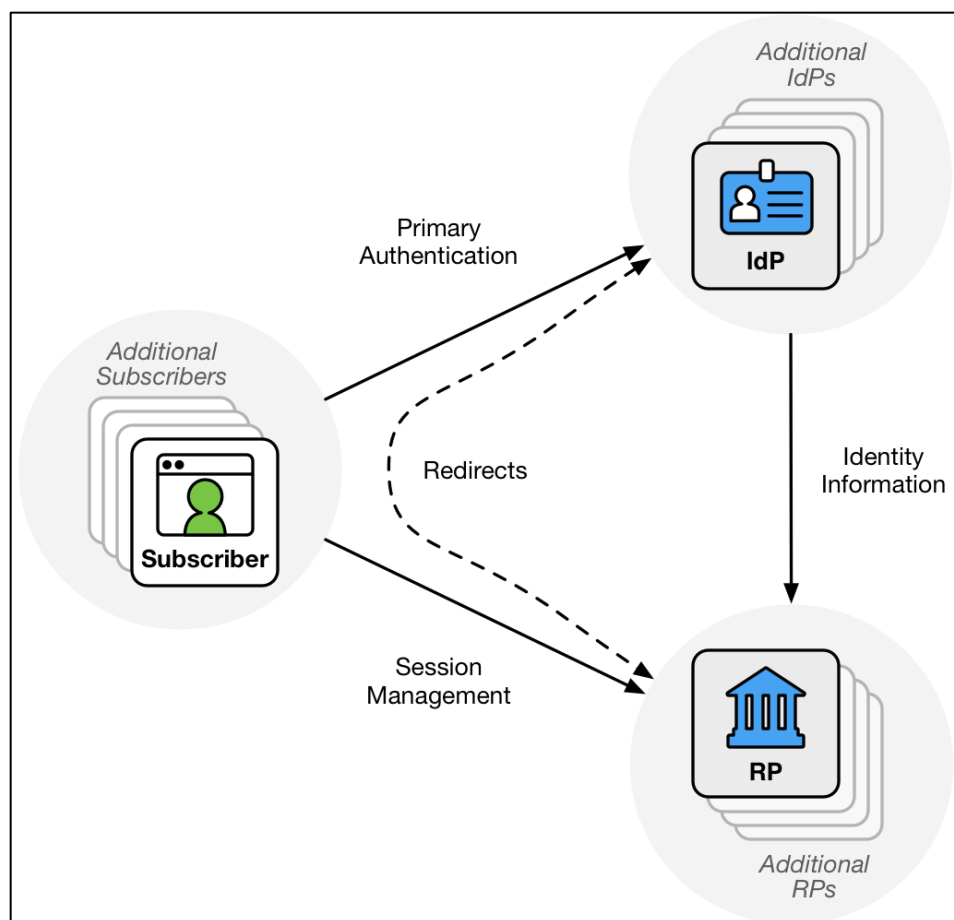 Additional
IdPs
IdP
Primary
Authentication
Additional
Subscribers
Subscriber
Redirects
Identity
Information
Session
Management
RP
Additional
RPs